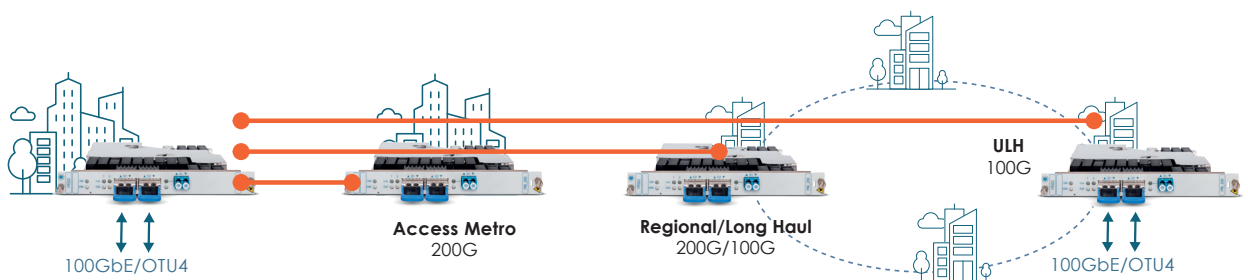 ULH
100G
Access Metro
200G
Regional/Long Haul
200G/100G
100GbE/OTU4
100GbE/OTU4